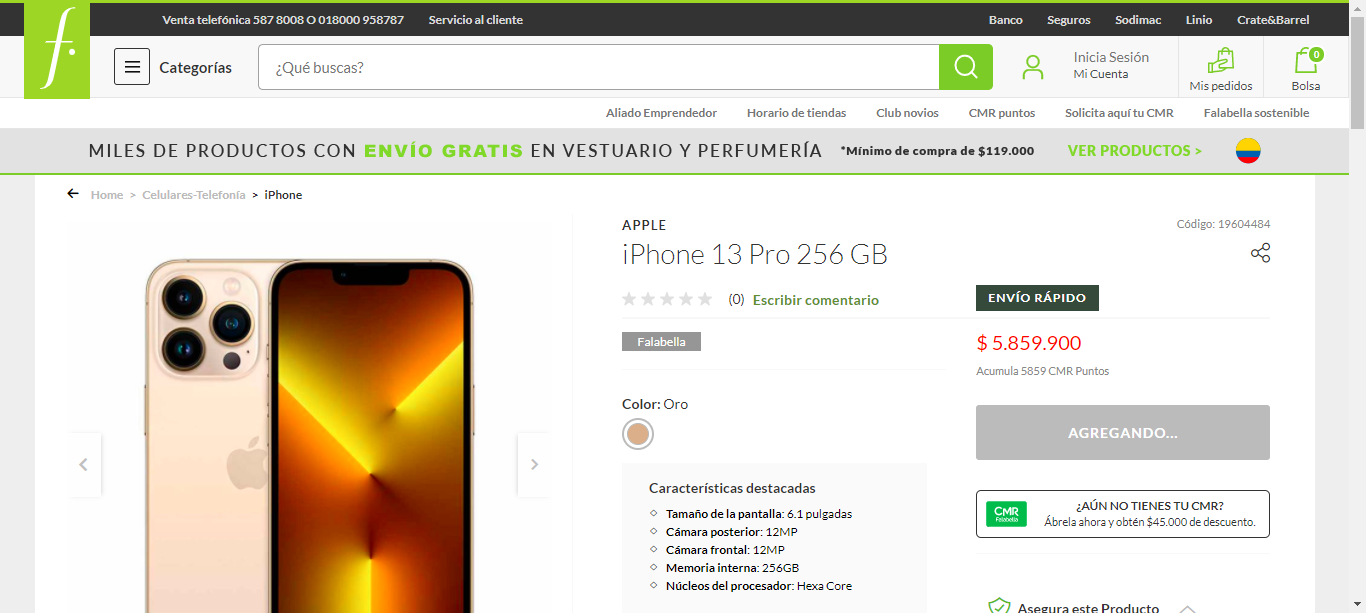 Venta telefónica 587 8008 O 018000 958787
Servicio al cliente
Banco
Seguros
Sodimac
Linio
Crate&Barrel
f.
Categorías
¿Qué buscas?
Inicia Sesión
Mi Cuenta
Mis pedidos
0
Bolsa
Aliado Emprendedor
Horario de tiendas
Club novios
CMR puntos
Solicita aquí tu CMR
Falabella sostenible
MILES DE PRODUCTOS CON ENVÍO GRATIS EN VESTUARIO Y PERFUMERÍA *Mínimo de compra de $119.000 VER PRODUCTOS >
Home > Celulares-Telefonía > iPhone
APPLE
Código: 19604484
iPhone 13 Pro 256 GB
(0) Escribir comentario
ENVÍO RÁPIDO
Falabella
$ 5.859.900
Acumula 5859 CMR Puntos
Color: Oro
AGREGANDO...
Características destacadas
Tamaño de la pantalla: 6.1 pulgadas
Cámara posterior: 12MP
Cámara frontal: 12MP
Memoria interna: 256GB
Núcleos del procesador: Hexa Core
CMR
Falabella
¿AÚN NO TIENES TU CMR?
Ábrela ahora y obtén $45.000 de descuento.
Asegura este Producto